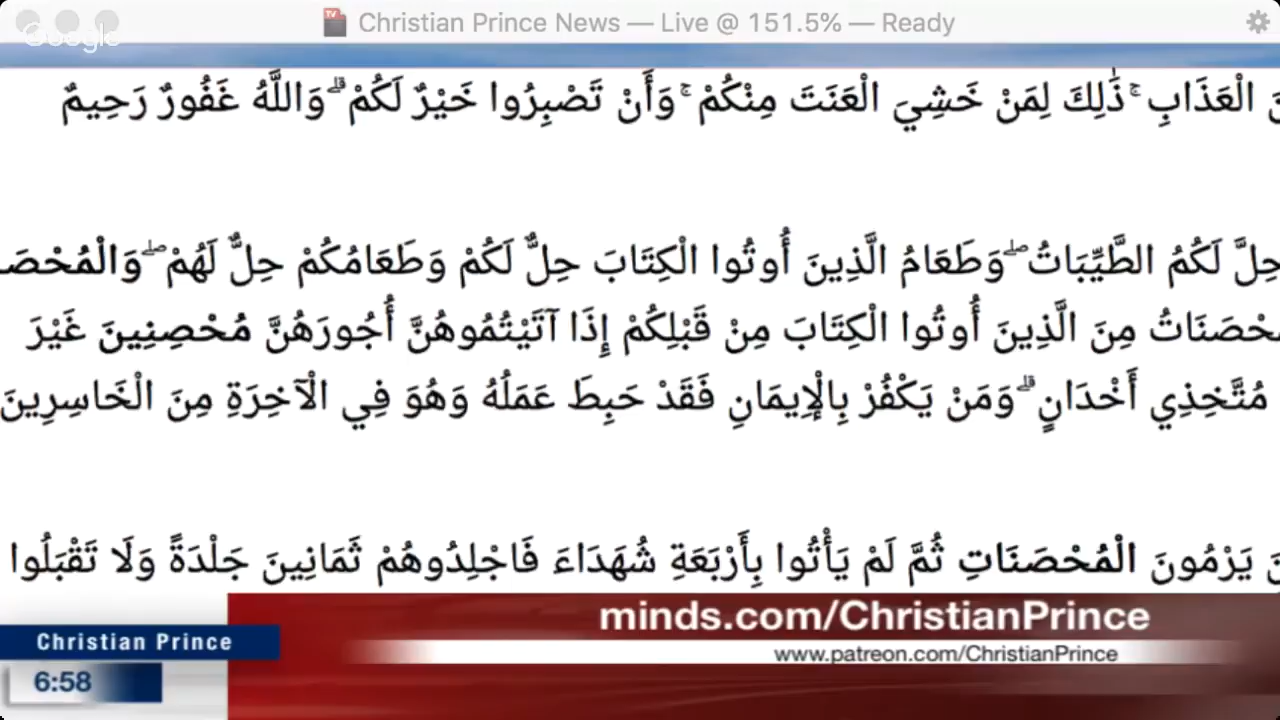 Christian Prince News — Live @ 151.5% — Ready
Google
الْعَذَابِ ۚ ذَٰلِكَ لِمَنْ خَشِيَ الْعَنَتَ مِنْكُمْ ۚ وَأَنْ تَصْبِرُوا خَيْرٌ لَكُمْ ۗ وَاللَّهُ غَفُورٌ رَحِيمٌ
لَكُمُ الطَّيِّبَاتُ ۖ وَطَعَامُ الَّذِينَ أُوتُوا الْكِتَابَ حِلٌّ لَكُمْ وَطَعَامُكُمْ حِلٌّ لَهُمْ ۖ وَالْمُحْصَ
مِنَ الَّذِينَ أُوتُوا الْكِتَابَ مِنْ قَبْلِكُمْ إِذَا آتَيْتُمُوهُنَّ أُجُورَهُنَّ مُحْصِنِينَ غَيْرَ
مُتَّخِذِي أَخْدَانٍ ۗ وَمَنْ يَكْفُرْ بِالْإِيمَانِ فَقَدْ حَبِطَ عَمَلُهُ وَهُوَ فِي الْآخِرَةِ مِنَ الْخَاسِرِينَ
يَرْمُونَ الْمُحْصَنَاتِ ثُمَّ لَمْ يَأْتُوا بِأَرْبَعَةِ شُهَدَاءَ فَاجْلِدُوهُمْ ثَمَانِينَ جَلْدَةً وَلَا تَقْبَلُوا
minds.com/ChristianPrince
Christian Prince
www.patreon.com/ChristianPrince
6:58